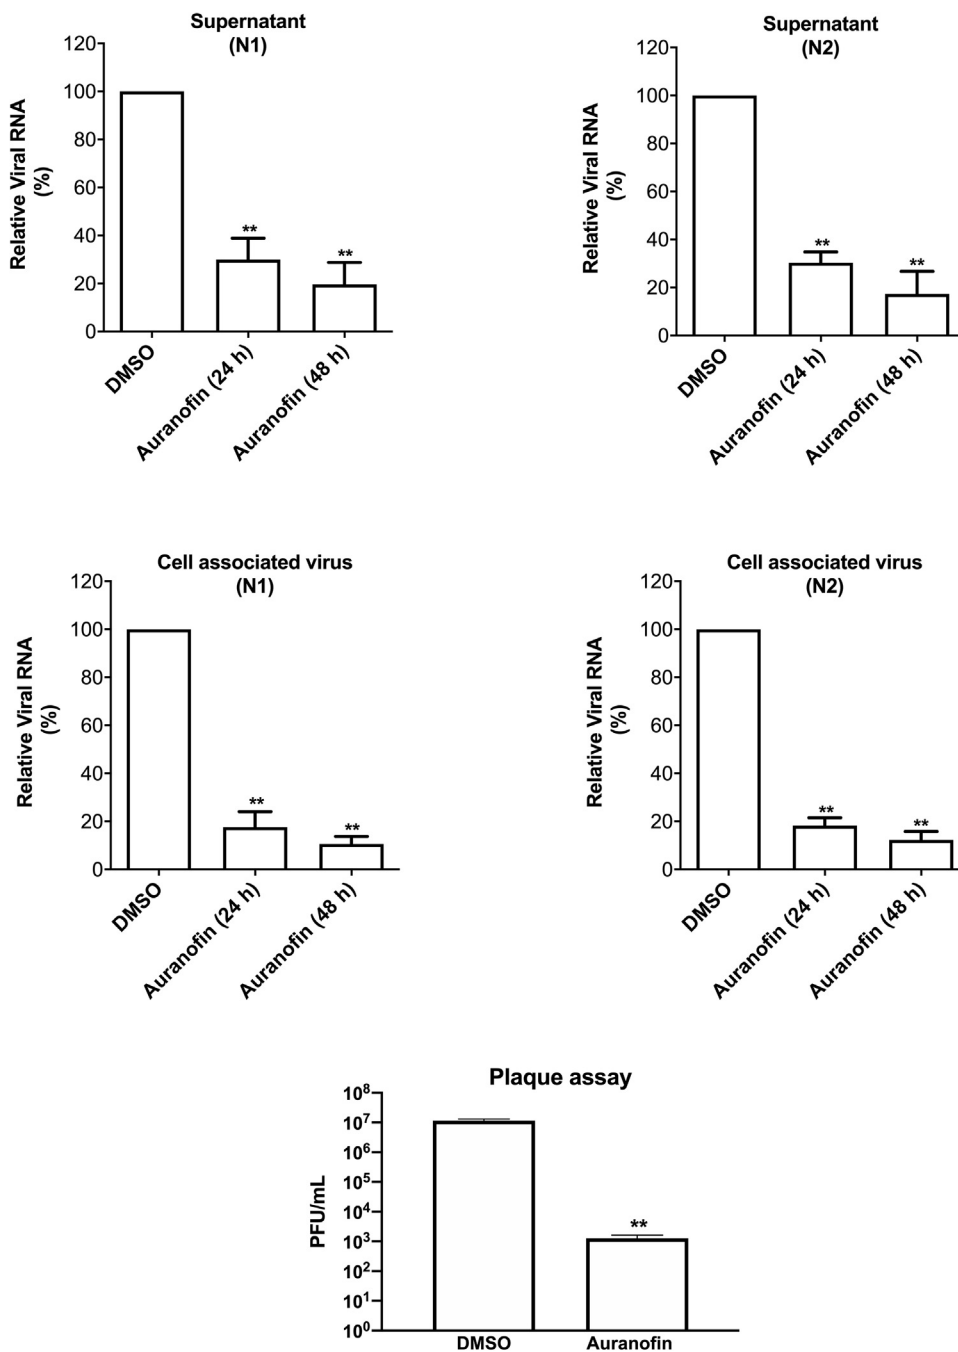 Supernatant
(N1)
Relative Viral RNA
(%)
120
100
80
60
40
20
0
**
**
DMSO
Auranofin (24 h)
Auranofin (48 h)
Supernatant
(N2)
Relative Viral RNA
(%)
120
100
80
60
40
20
0
**
**
DMSO
Auranofin (24 h)
Auranofin (48 h)
Cell associated virus
(N1)
Relative Viral RNA
(%)
120
100
80
60
40
20
0
**
**
DMSO
Auranofin (24 h)
Auranofin (48 h)
Cell associated virus
(N2)
Relative Viral RNA
(%)
120
100
80
60
40
20
0
**
**
DMSO
Auranofin (24 h)
Auranofin (48 h)
Plaque assay
PFU/mL
10⁸
10⁷
10⁶
10⁵
10⁴
10³
10²
10¹
10⁰
**
DMSO
Auranofin